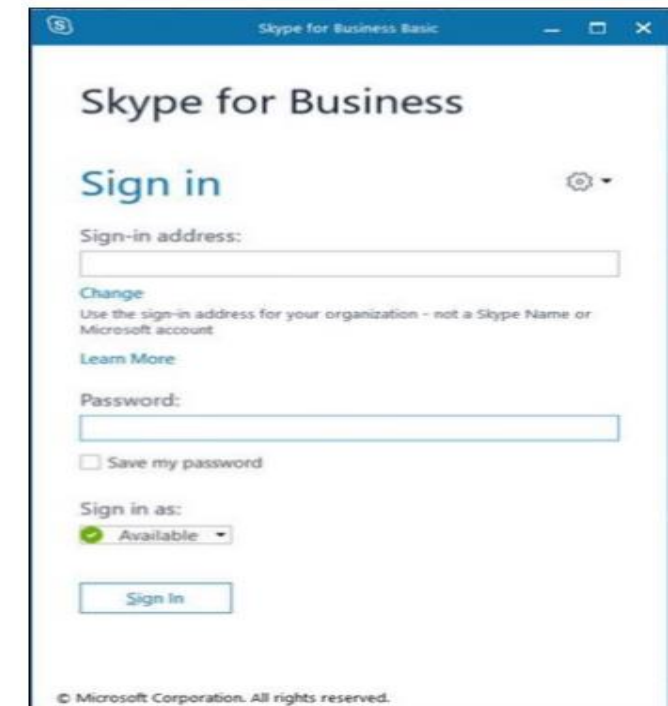 Skype for Business Basic
Skype for Business
Sign in
Sign-in address:
Change
Use the sign-in address for your organization - not a Skype Name or
Microsoft account
Learn More
Password:
Save my password
Sign in as:
Available
Sign In
© Microsoft Corporation. All rights reserved.